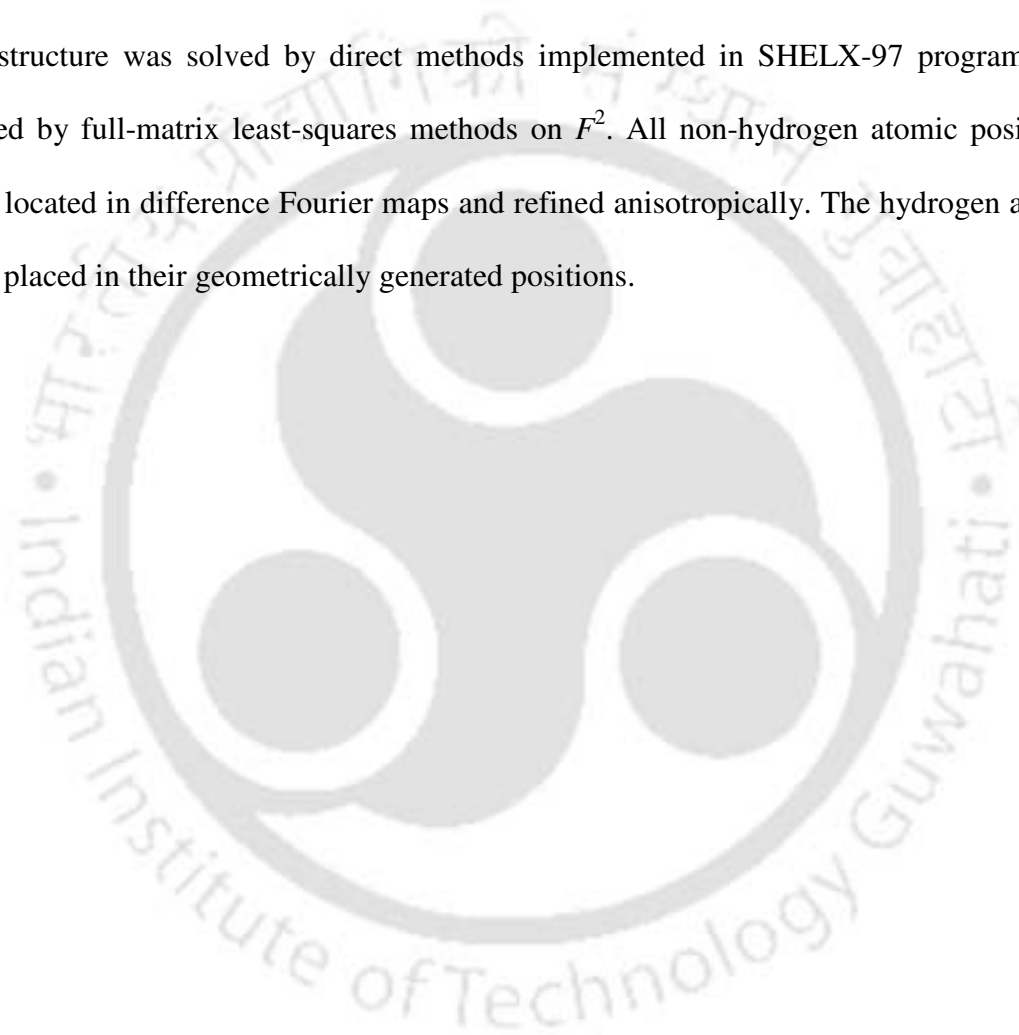 structure was solved by direct methods implemented in SHELX-97 program
ed by full-matrix least-squares methods on F².  All non-hydrogen atomic posi
located in difference Fourier maps and refined anisotropically. The hydrogen a
placed in their geometrically generated positions.
भारतीय प्रौद्योगिकी संस्थान गुवाहाटी
• Indian Institute of Technology Guwahati •